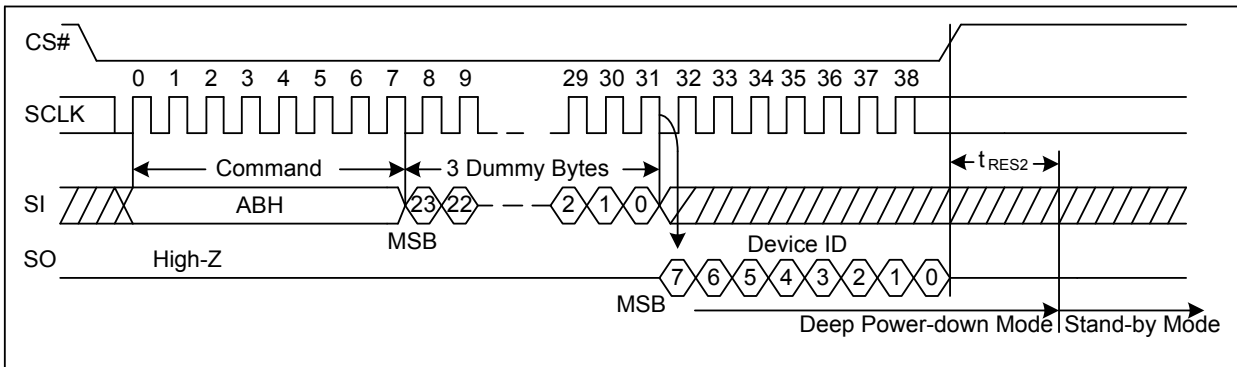 CS#
0 1 2 3 4 5 6 7 8 9 29 30 31 32 33 34 35 36 37 38
SCLK
Command 3 Dummy Bytes tRES2
SI ABH 23 22 2 1 0
MSB Device ID
SO High-Z
7 6 5 4 3 2 1 0
MSB
Deep Power-down Mode Stand-by Mode